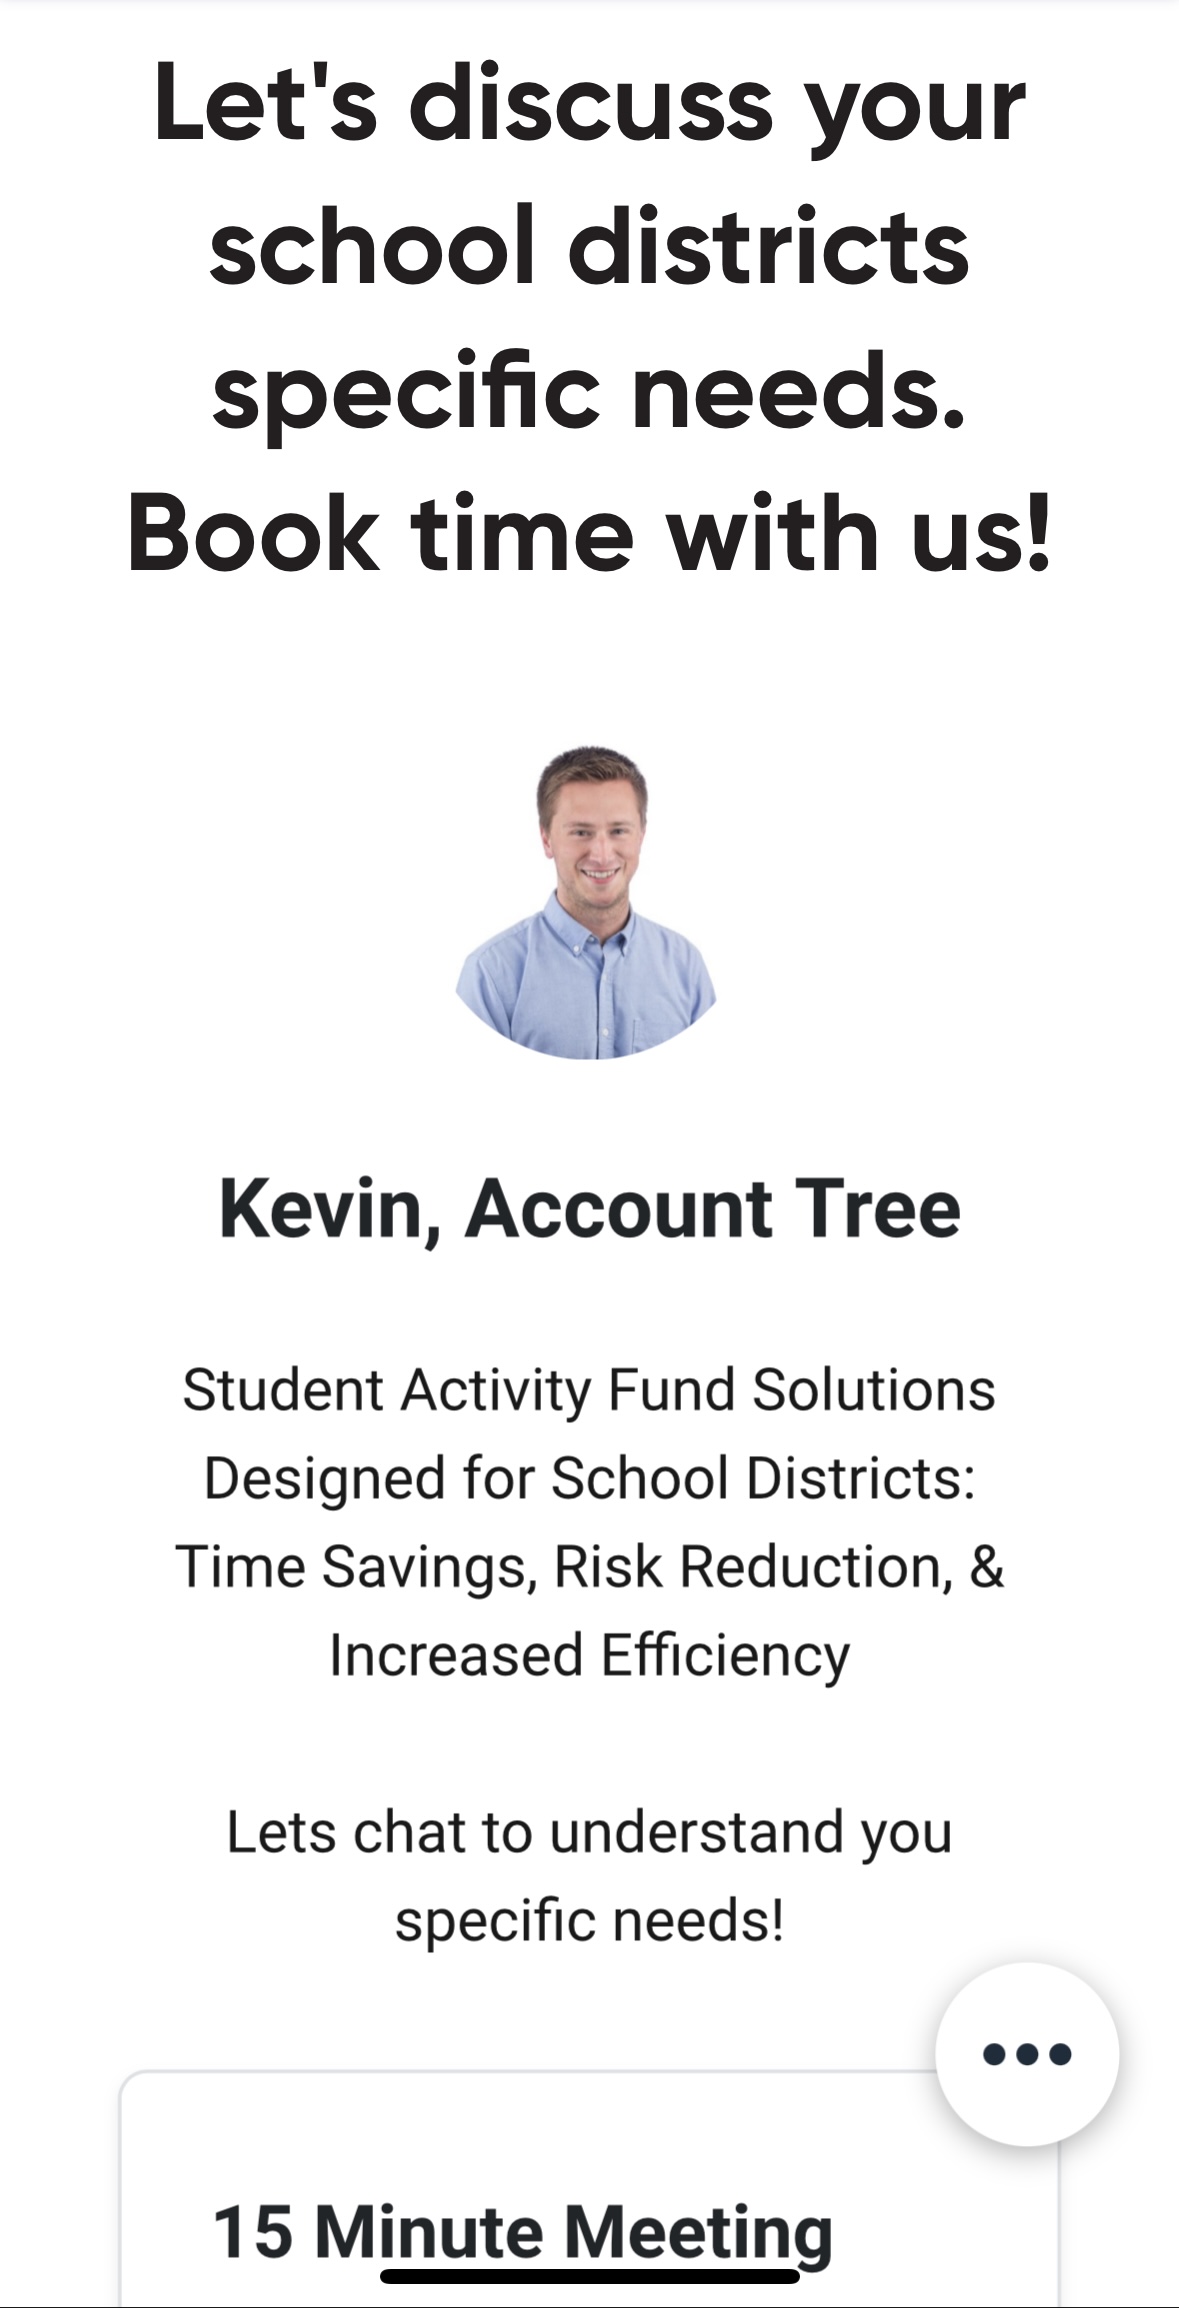 Let's discuss your
school districts
specific needs.
Book time with us!
Kevin, Account Tree
Student Activity Fund Solutions
Designed for School Districts:
Time Savings, Risk Reduction, &
Increased Efficiency
Lets chat to understand you
specific needs!
15 Minute Meeting